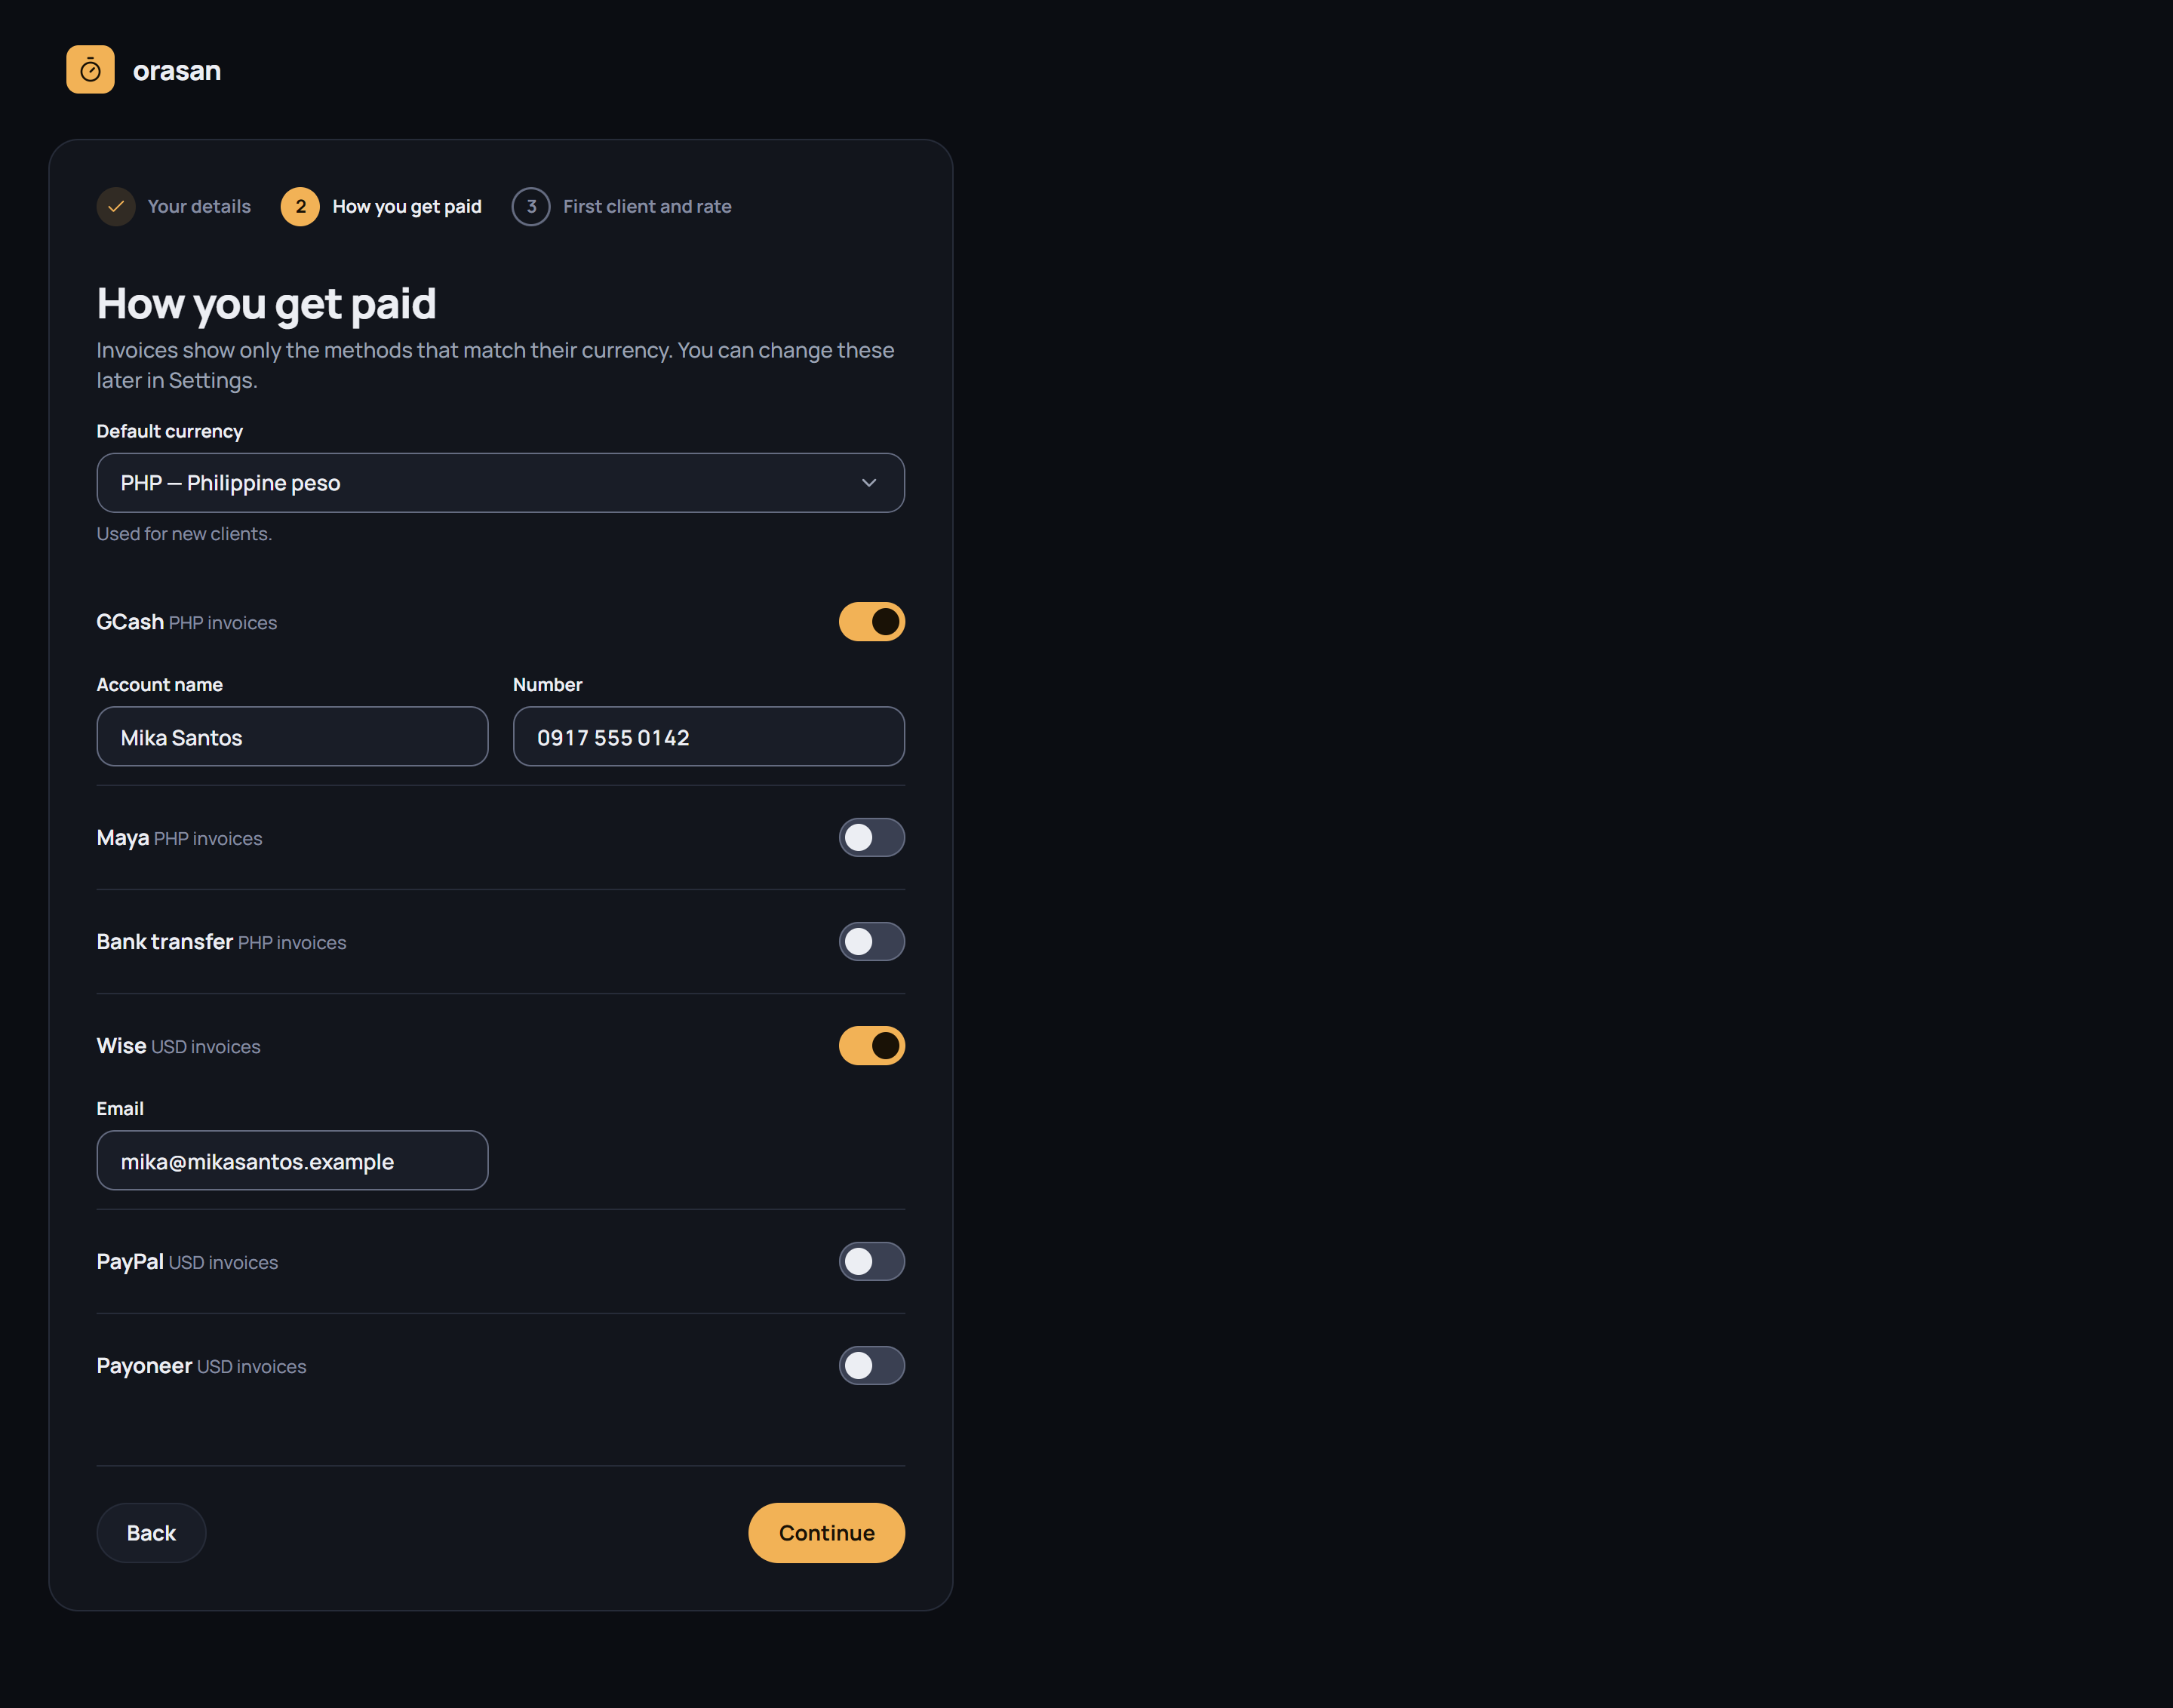 orasan
Your details
2 How you get paid
3 First client and rate
How you get paid
Invoices show only the methods that match their currency. You can change these
later in Settings.
Default currency
PHP — Philippine peso
Used for new clients.
GCash PHP invoices
Account name
Number
Mika Santos
0917 555 0142
Maya PHP invoices
Bank transfer PHP invoices
Wise USD invoices
Email
mika@mikasantos.example
PayPal USD invoices
Payoneer USD invoices
Back
Continue